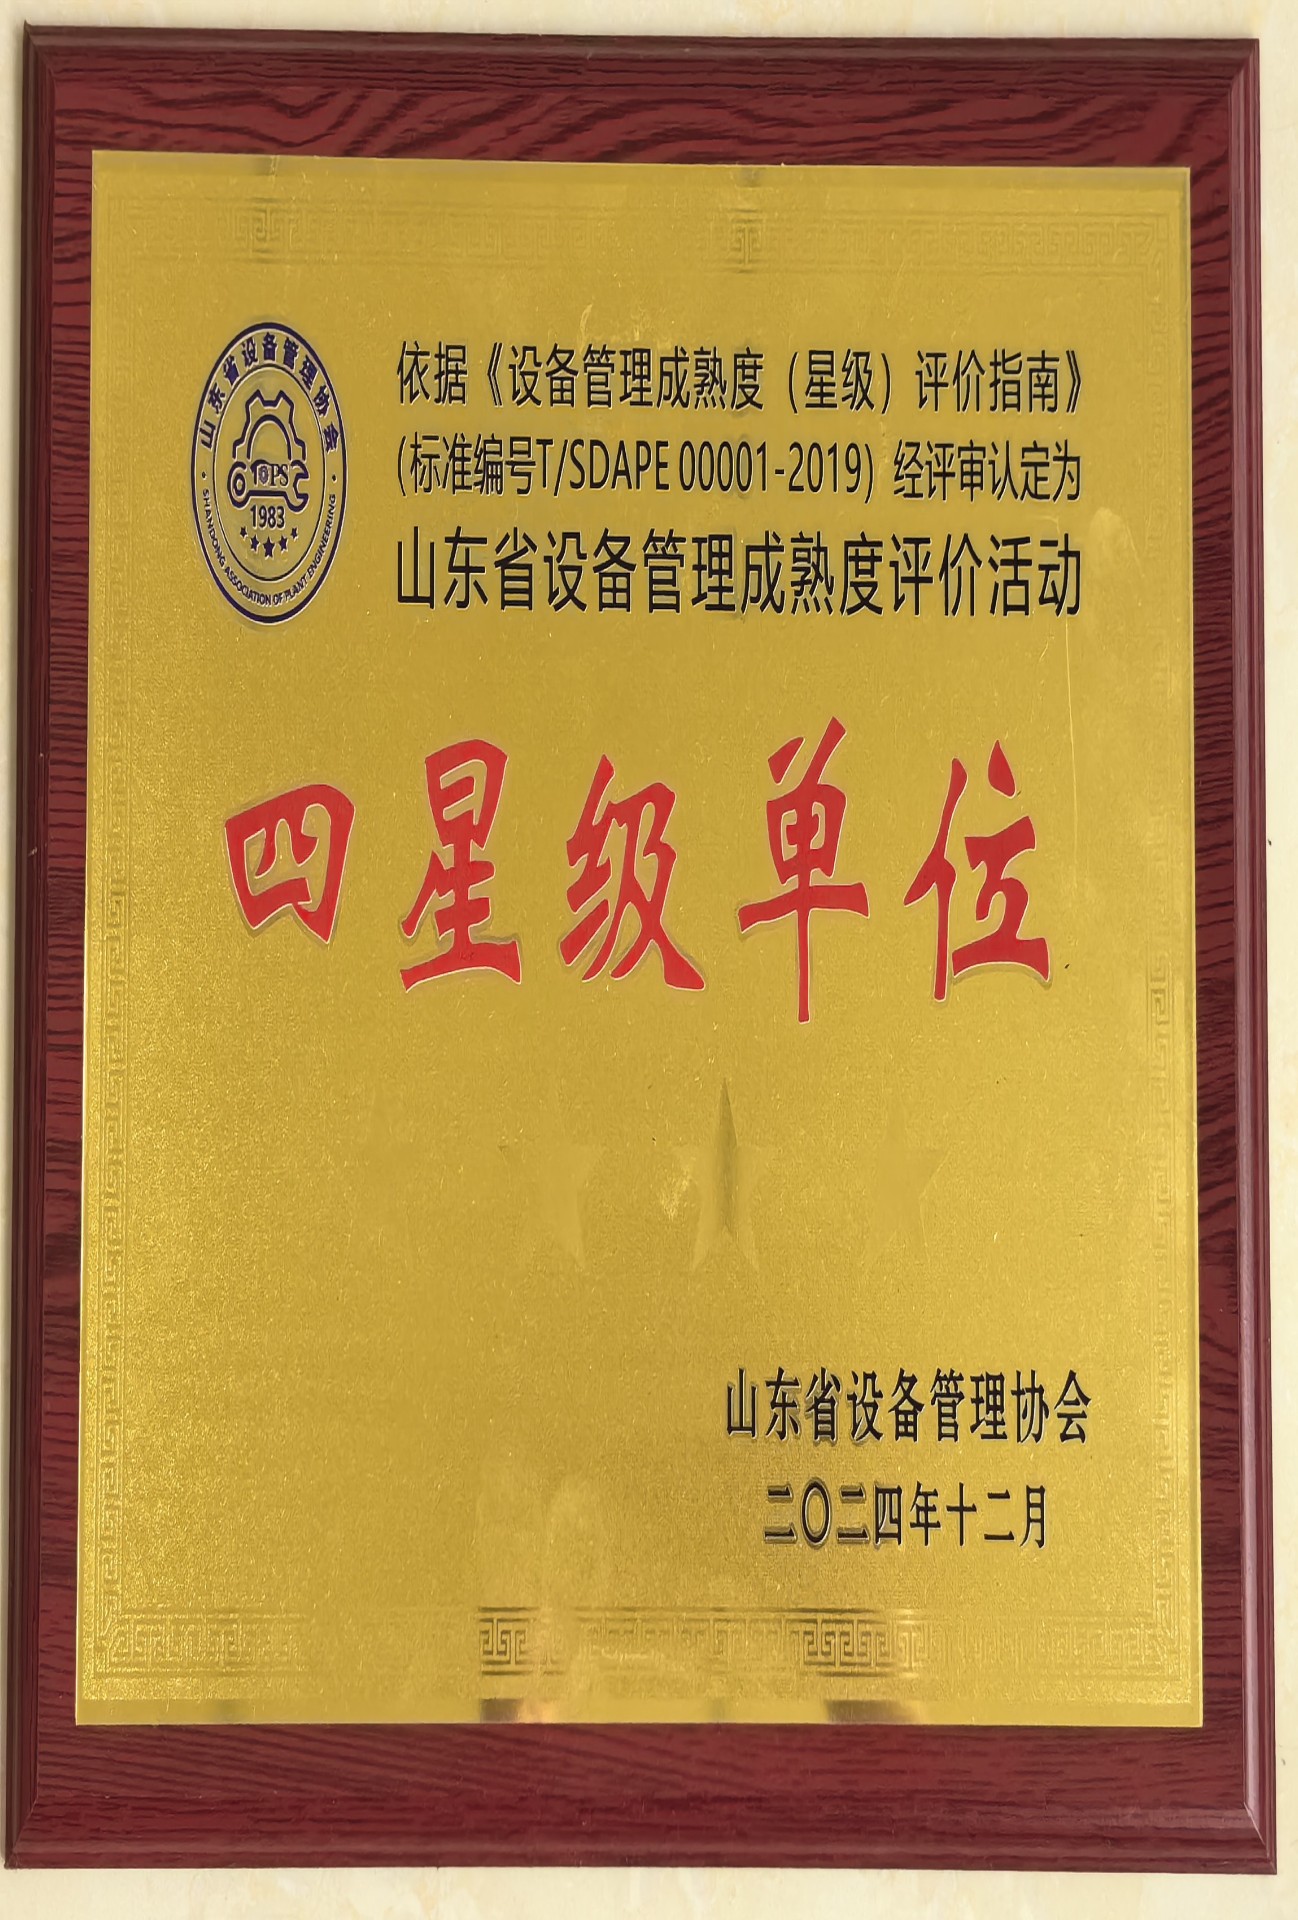 山东省设备管理协会
TOPS
1983
SHANDONG ASSOCIATION OF PLANT ENGINEERING
依据《设备管理成熟度（星级）评价指南》
（标准编号T/SDAPE 00001-2019）经评审认定为
山东省设备管理成熟度评价活动
四星级单位
山东省设备管理协会
二〇二四年十二月